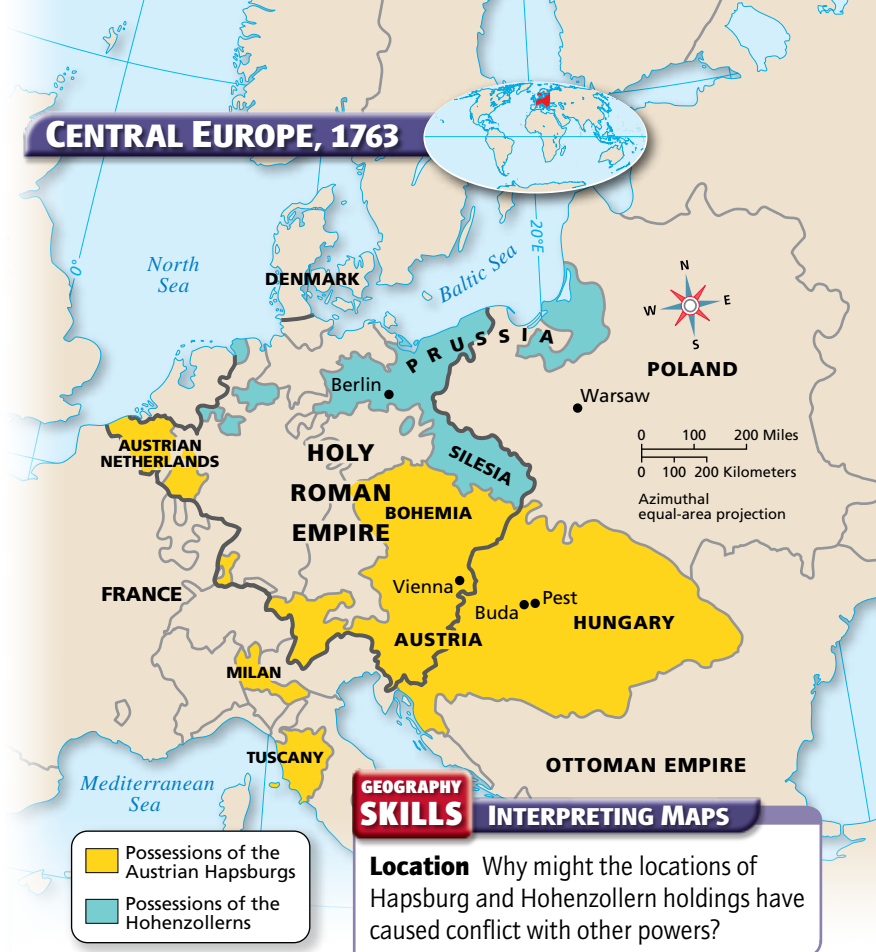 CENTRAL EUROPE, 1763
0°
20°E
North
Sea
DENMARK
Baltic Sea
N
W
E
S
PRUSSIA
POLAND
Berlin
Warsaw
0 100 200 Miles
0 100 200 Kilometers
Azimuthal
equal-area projection
AUSTRIAN
NETHERLANDS
HOLY
ROMAN
EMPIRE
SILESIA
BOHEMIA
FRANCE
Vienna
Buda
Pest
HUNGARY
AUSTRIA
MILAN
TUSCANY
OTTOMAN EMPIRE
Mediterranean
Sea
Possessions of the
Austrian Hapsburgs
Possessions of the
Hohenzollerns
GEOGRAPHY
SKILLS
INTERPRETING MAPS
Location Why might the locations of
Hapsburg and Hohenzollern holdings have
caused conflict with other powers?